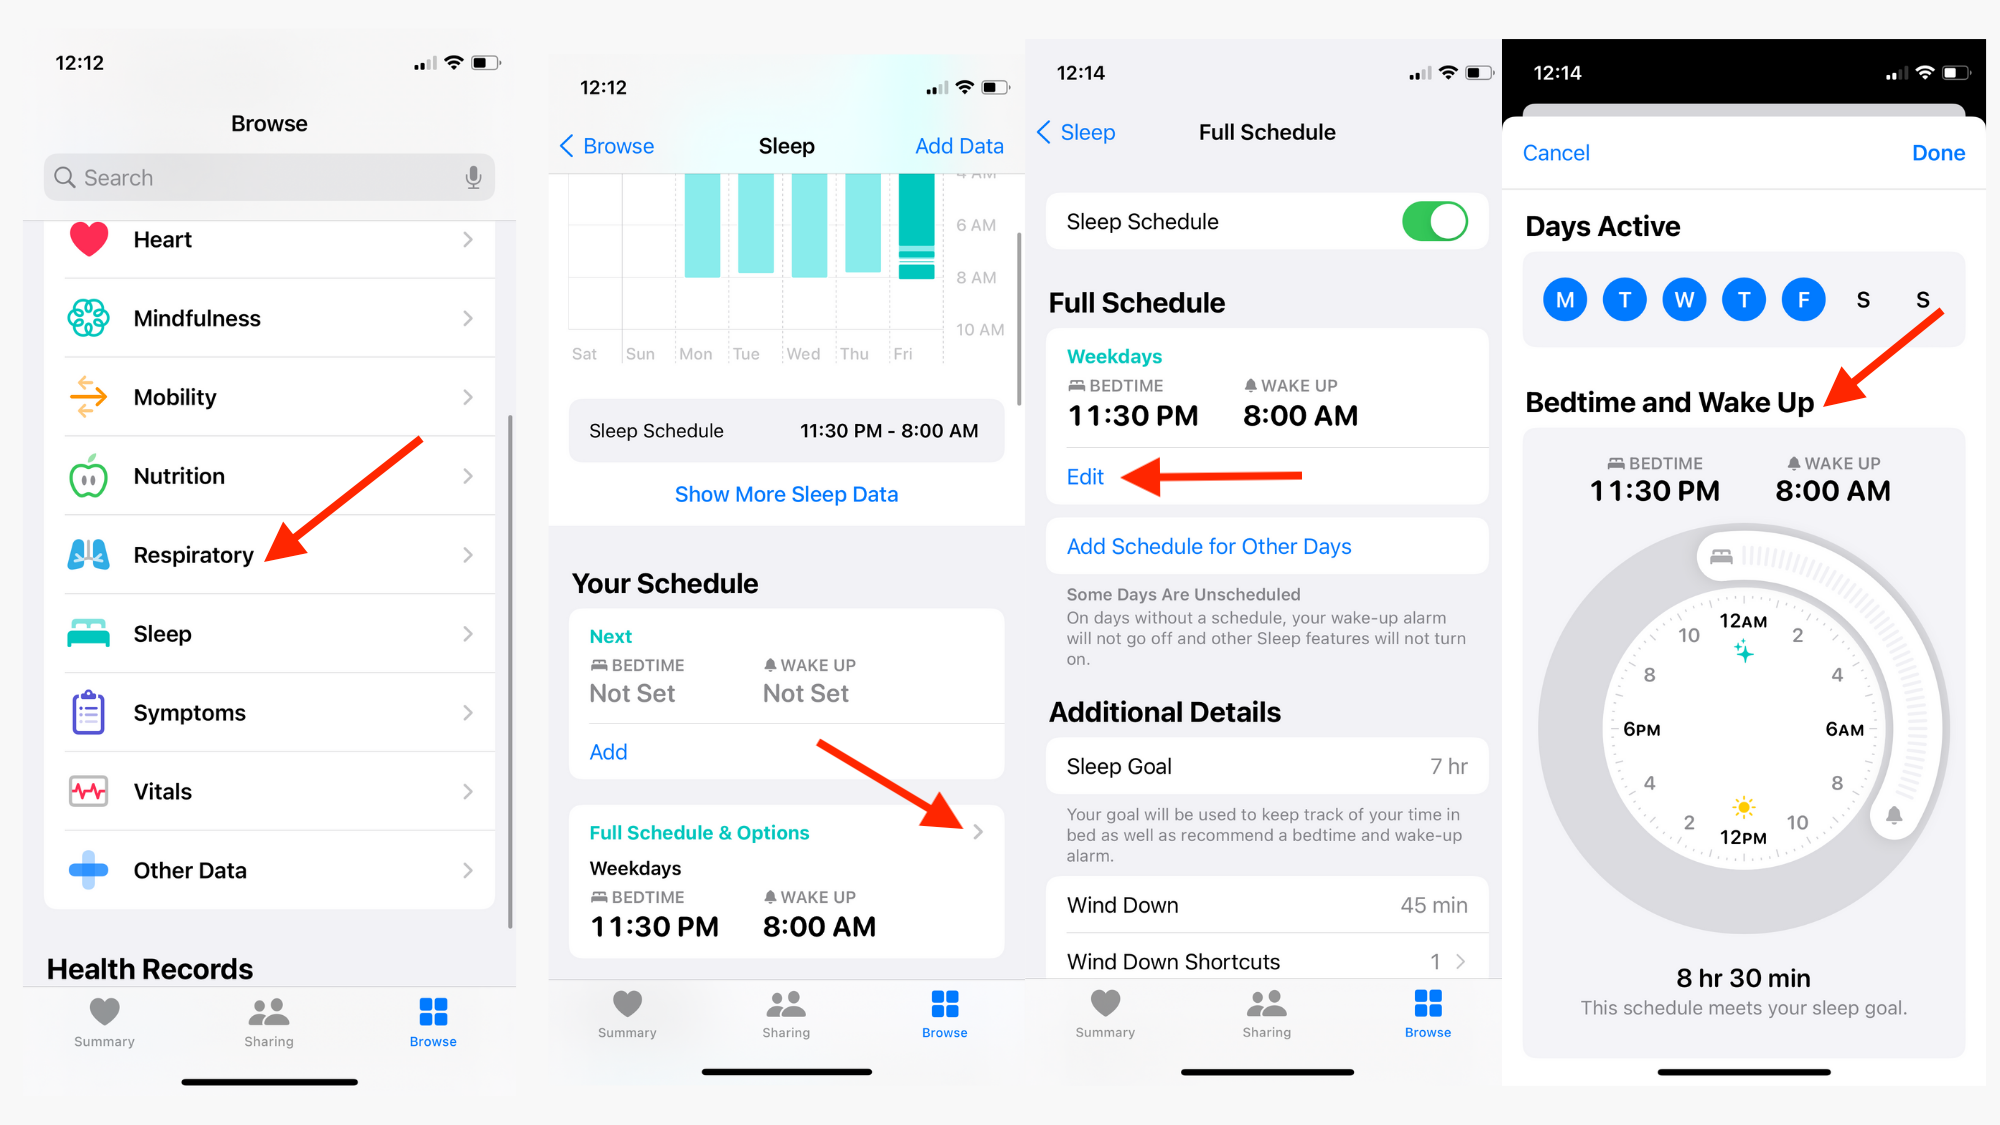 12:12
Browse
Search
Heart
Mindfulness
Mobility
Nutrition
Respiratory
Sleep
Symptoms
Vitals
Other Data
Health Records
Summary Sharing Browse
12:12
Browse Sleep Add Data
4 AM
6 AM
8 AM
10 AM
Sat Sun Mon Tue Wed Thu Fri
Sleep Schedule 11:30 PM - 8:00 AM
Show More Sleep Data
Your Schedule
Next
BEDTIME WAKE UP
Not Set Not Set
Add
Full Schedule & Options
Weekdays
BEDTIME WAKE UP
11:30 PM 8:00 AM
Summary Sharing Browse
12:14
Sleep Full Schedule
Sleep Schedule
Full Schedule
Weekdays
BEDTIME WAKE UP
11:30 PM 8:00 AM
Edit
Add Schedule for Other Days
Some Days Are Unscheduled
On days without a schedule, your wake-up alarm
will not go off and other Sleep features will not turn
on.
Additional Details
Sleep Goal 7 hr
Your goal will be used to keep track of your time in
bed as well as recommend a bedtime and wake-up
alarm.
Wind Down 45 min
Wind Down Shortcuts 1
Summary Sharing Browse
12:14
Cancel Done
Days Active
M T W T F S S
Bedtime and Wake Up
BEDTIME WAKE UP
11:30 PM 8:00 AM
12AM
10 2
8 4
6PM 6AM
4 8
2 10
12PM
8 hr 30 min
This schedule meets your sleep goal.